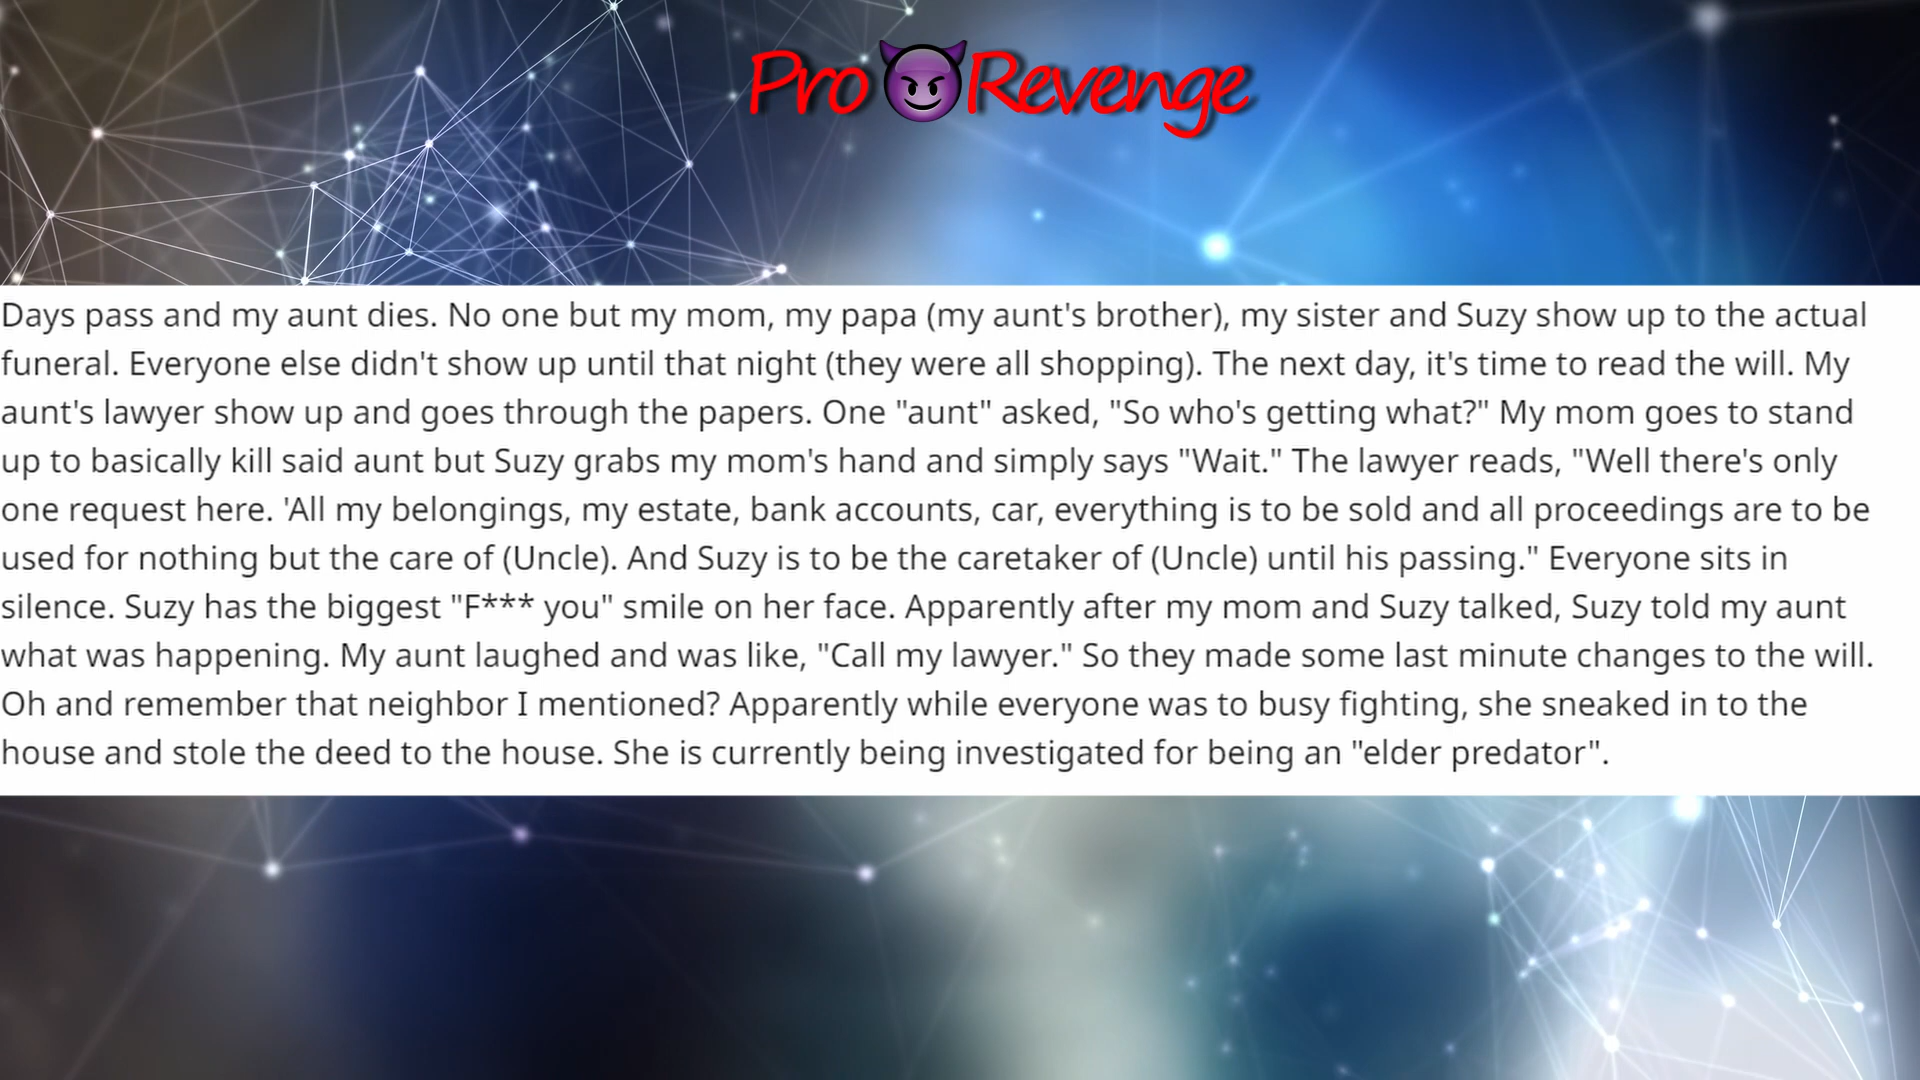 Pro😈Revenge
Days pass and my aunt dies. No one but my mom, my papa (my aunt's brother), my sister and Suzy show up to the actual
funeral. Everyone else didn't show up until that night (they were all shopping). The next day, it's time to read the will. My
aunt's lawyer show up and goes through the papers. One "aunt" asked, "So who's getting what?" My mom goes to stand
up to basically kill said aunt but Suzy grabs my mom's hand and simply says "Wait." The lawyer reads, "Well there's only
one request here. 'All my belongings, my estate, bank accounts, car, everything is to be sold and all proceedings are to be
used for nothing but the care of (Uncle). And Suzy is to be the caretaker of (Uncle) until his passing." Everyone sits in
silence. Suzy has the biggest "F*** you" smile on her face. Apparently after my mom and Suzy talked, Suzy told my aunt
what was happening. My aunt laughed and was like, "Call my lawyer." So they made some last minute changes to the will.
Oh and remember that neighbor I mentioned? Apparently while everyone was to busy fighting, she sneaked in to the
house and stole the deed to the house. She is currently being investigated for being an "elder predator".